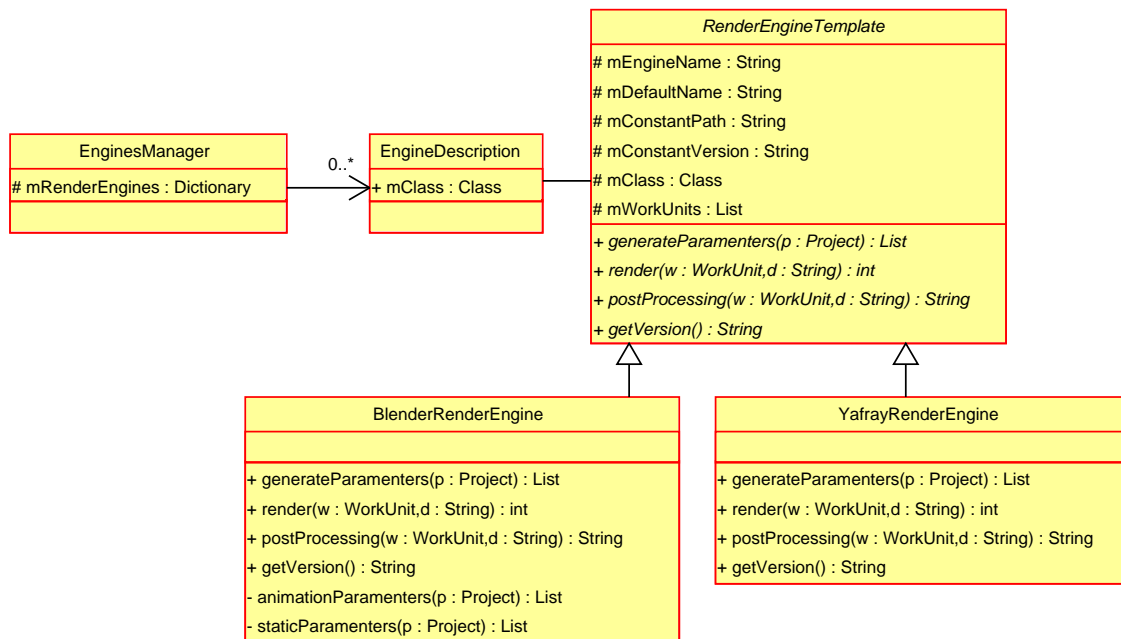 RenderEngineTemplate
# mEngineName : String
# mDefaultName : String
# mConstantPath : String
# mConstantVersion : String
# mClass : Class
# mWorkUnits : List
+ generateParamenters(p : Project) : List
+ render(w : WorkUnit,d : String) : int
+ postProcessing(w : WorkUnit,d : String) : String
+ getVersion() : String
EnginesManager
# mRenderEngines : Dictionary
0..*
EngineDescription
+ mClass : Class
BlenderRenderEngine
+ generateParamenters(p : Project) : List
+ render(w : WorkUnit,d : String) : int
+ postProcessing(w : WorkUnit,d : String) : String
+ getVersion() : String
- animationParamenters(p : Project) : List
- staticParamenters(p : Project) : List
YafrayRenderEngine
+ generateParamenters(p : Project) : List
+ render(w : WorkUnit,d : String) : int
+ postProcessing(w : WorkUnit,d : String) : String
+ getVersion() : String